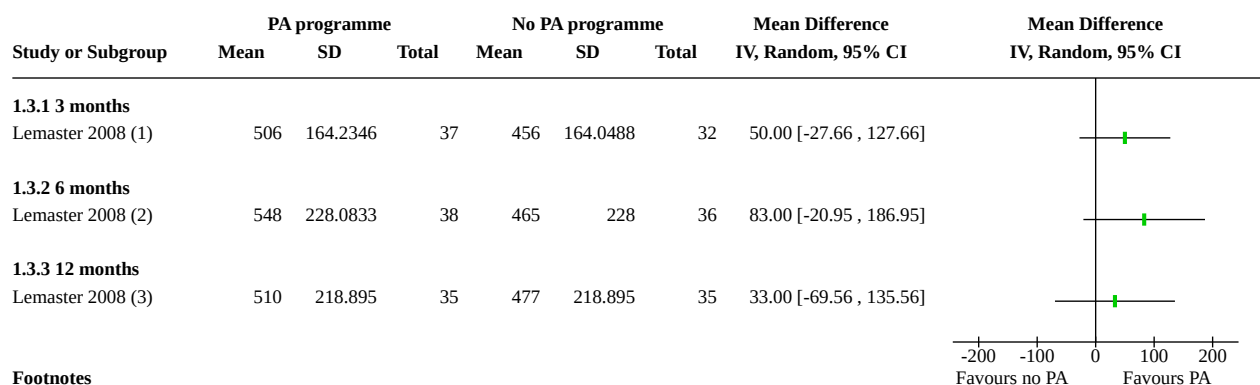 PA programme No PA programme Mean Difference Mean Difference
Study or Subgroup Mean SD Total Mean SD Total IV, Random, 95% CI IV, Random, 95% CI
1.3.1 3 months
Lemaster 2008 (1) 506 164.2346 37 456 164.0488 32 50.00 [-27.66 , 127.66]
1.3.2 6 months
Lemaster 2008 (2) 548 228.0833 38 465 228 36 83.00 [-20.95 , 186.95]
1.3.3 12 months
Lemaster 2008 (3) 510 218.895 35 477 218.895 35 33.00 [-69.56 , 135.56]
-200 -100 0 100 200
Footnotes Favours no PA Favours PA